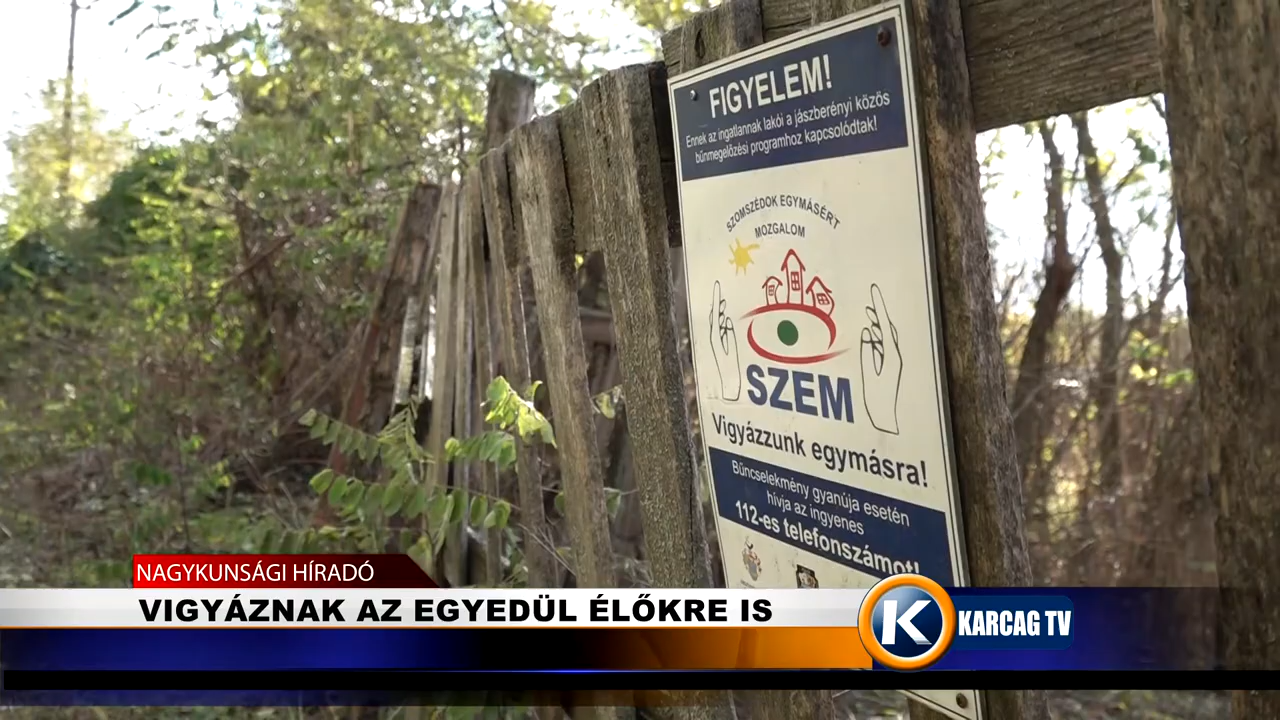 FIGYELEM!
Ennek az ingatlannak lakói a jászberényi közös
bűnmegelőzési programhoz kapcsolódtak!
SZOMSZÉDOK EGYMÁSÉRT
MOZGALOM
SZEM
Vigyázzunk egymásra!
Bűncselekmény gyanúja esetén
hívja az ingyenes
112-es telefonszámot!
NAGYKUNSÁGI HÍRADÓ
VIGYÁZNAK AZ EGYEDÜL ÉLŐKRE IS
K KARCAG TV